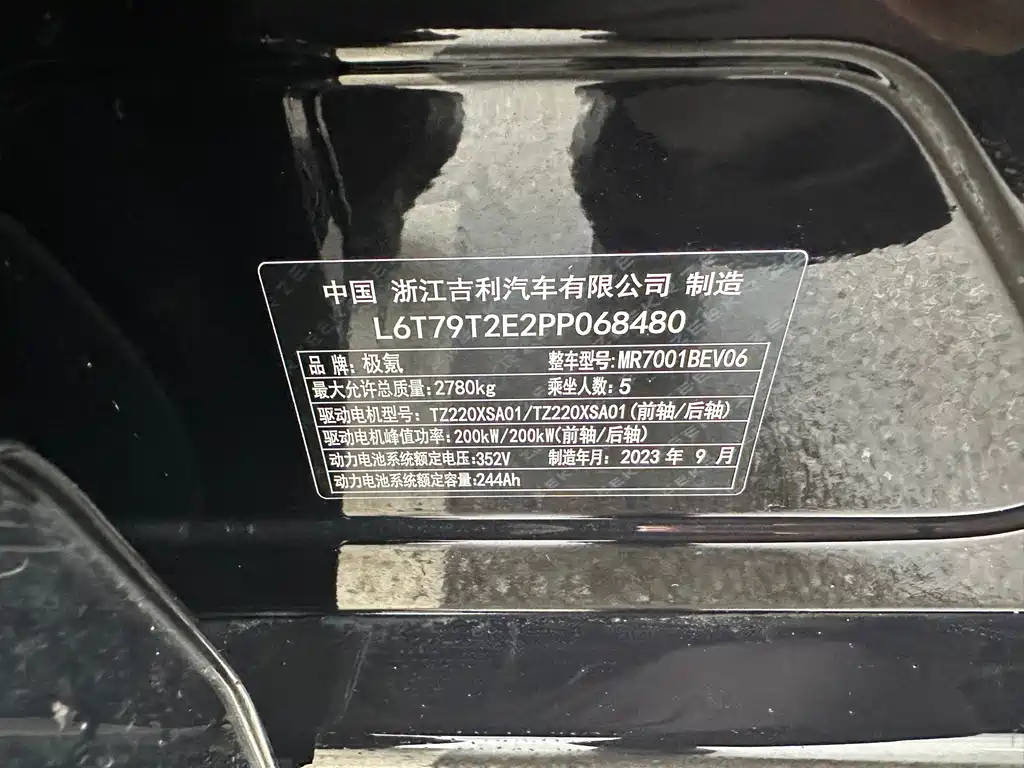 中国 浙江吉利汽车有限公司 制造
L6T79T2E2PP068480
品牌:极氪 整车型号:MR7001BEV06
最大允许总质量:2780kg 乘坐人数:5
驱动电机型号:TZ220XSA01/TZ220XSA01(前轴/后轴)
驱动电机峰值功率:200kW/200kW(前轴/后轴)
动力电池系统额定电压:352V 制造年月:2023年9月
动力电池系统额定容量:244Ah